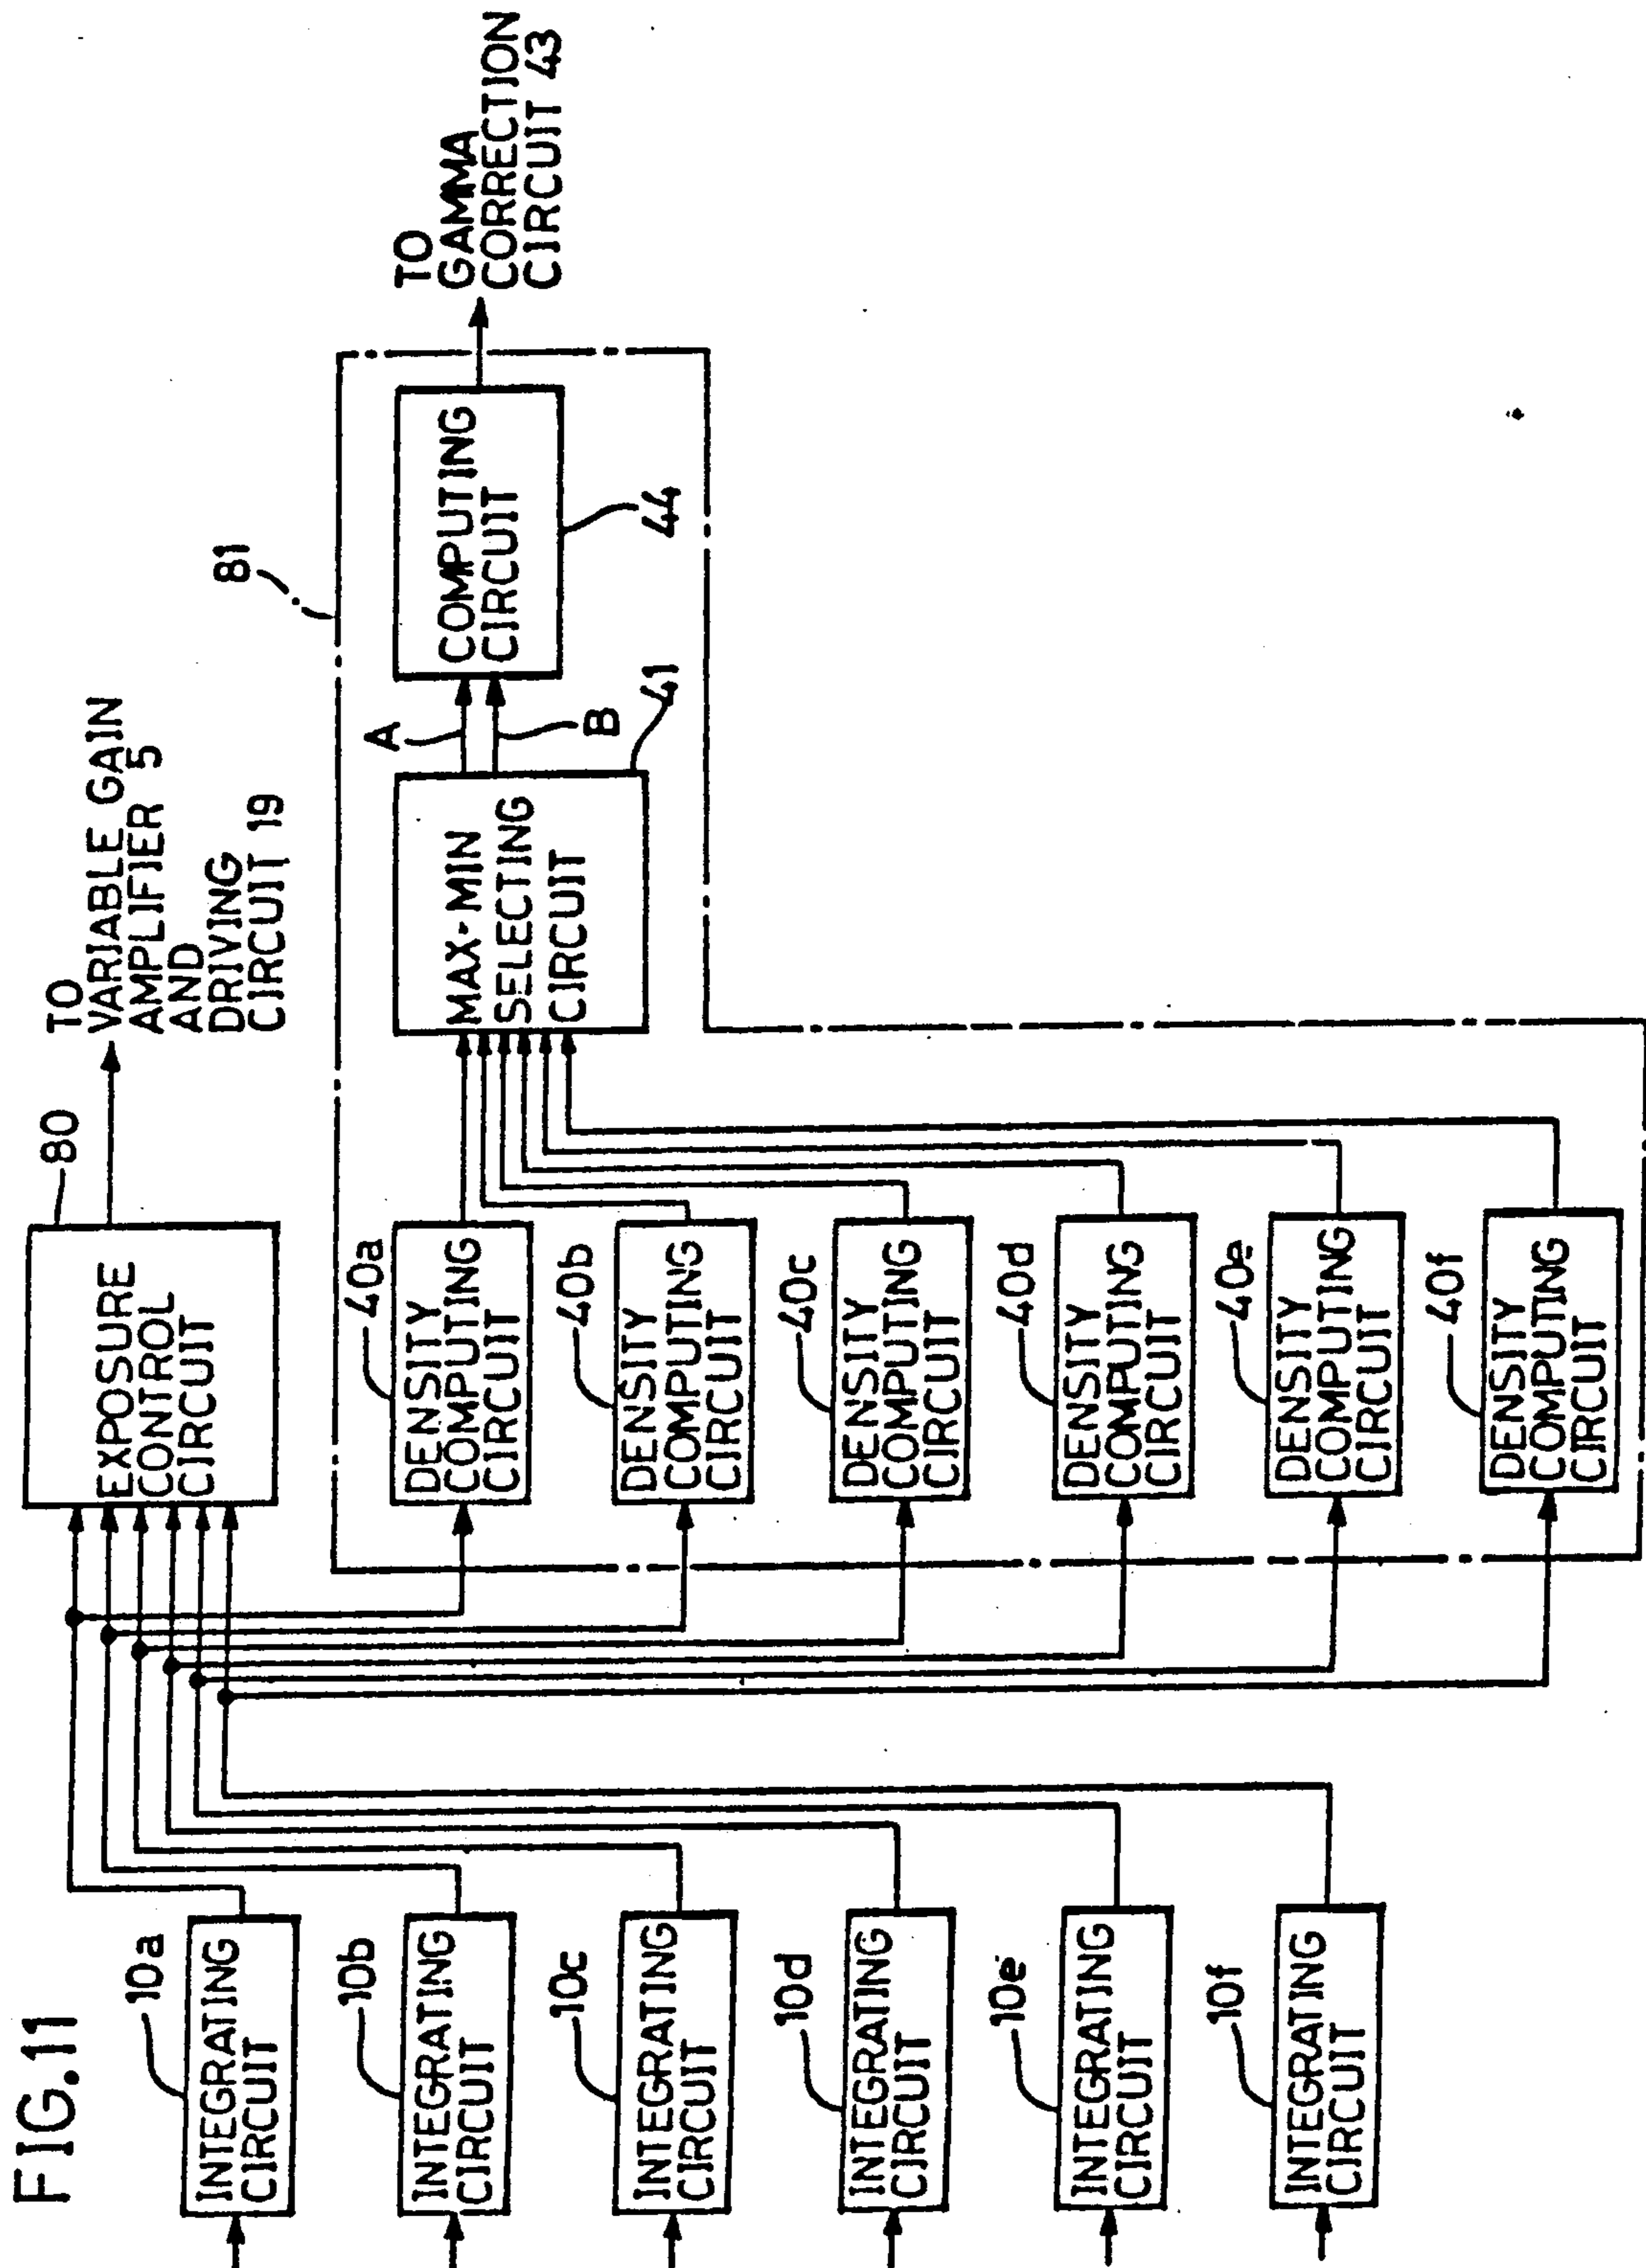 FIG.11
10a
INTEGRATING
CIRCUIT
10b
INTEGRATING
CIRCUIT
10c
INTEGRATING
CIRCUIT
10d
INTEGRATING
CIRCUIT
10e
INTEGRATING
CIRCUIT
10f
INTEGRATING
CIRCUIT
80
EXPOSURE
CONTROL
CIRCUIT
TO
VARIABLE GAIN
AMPLIFIER 5
AND
DRIVING
CIRCUIT 19
40a
DENSITY
COMPUTING
CIRCUIT
40b
DENSITY
COMPUTING
CIRCUIT
40c
DENSITY
COMPUTING
CIRCUIT
40d
DENSITY
COMPUTING
CIRCUIT
40e
DENSITY
COMPUTING
CIRCUIT
40f
DENSITY
COMPUTING
CIRCUIT
81
MAX-MIN
SELECTING
CIRCUIT
41
A
B
COMPUTING
CIRCUIT
44
TO
GAMMA
CORRECTION
CIRCUIT 43